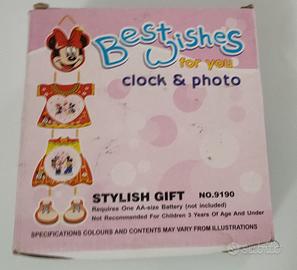 Best Wishes
for you
clock & photo
STYLISH GIFT NO.9190
Requires One AA-size Battery (not included)
Not Recommended For Children 3 Years Of Age And Under
SPECIFICATIONS COLOURS AND CONTENTS MAY VARY FROM ILLUSTRATIONS